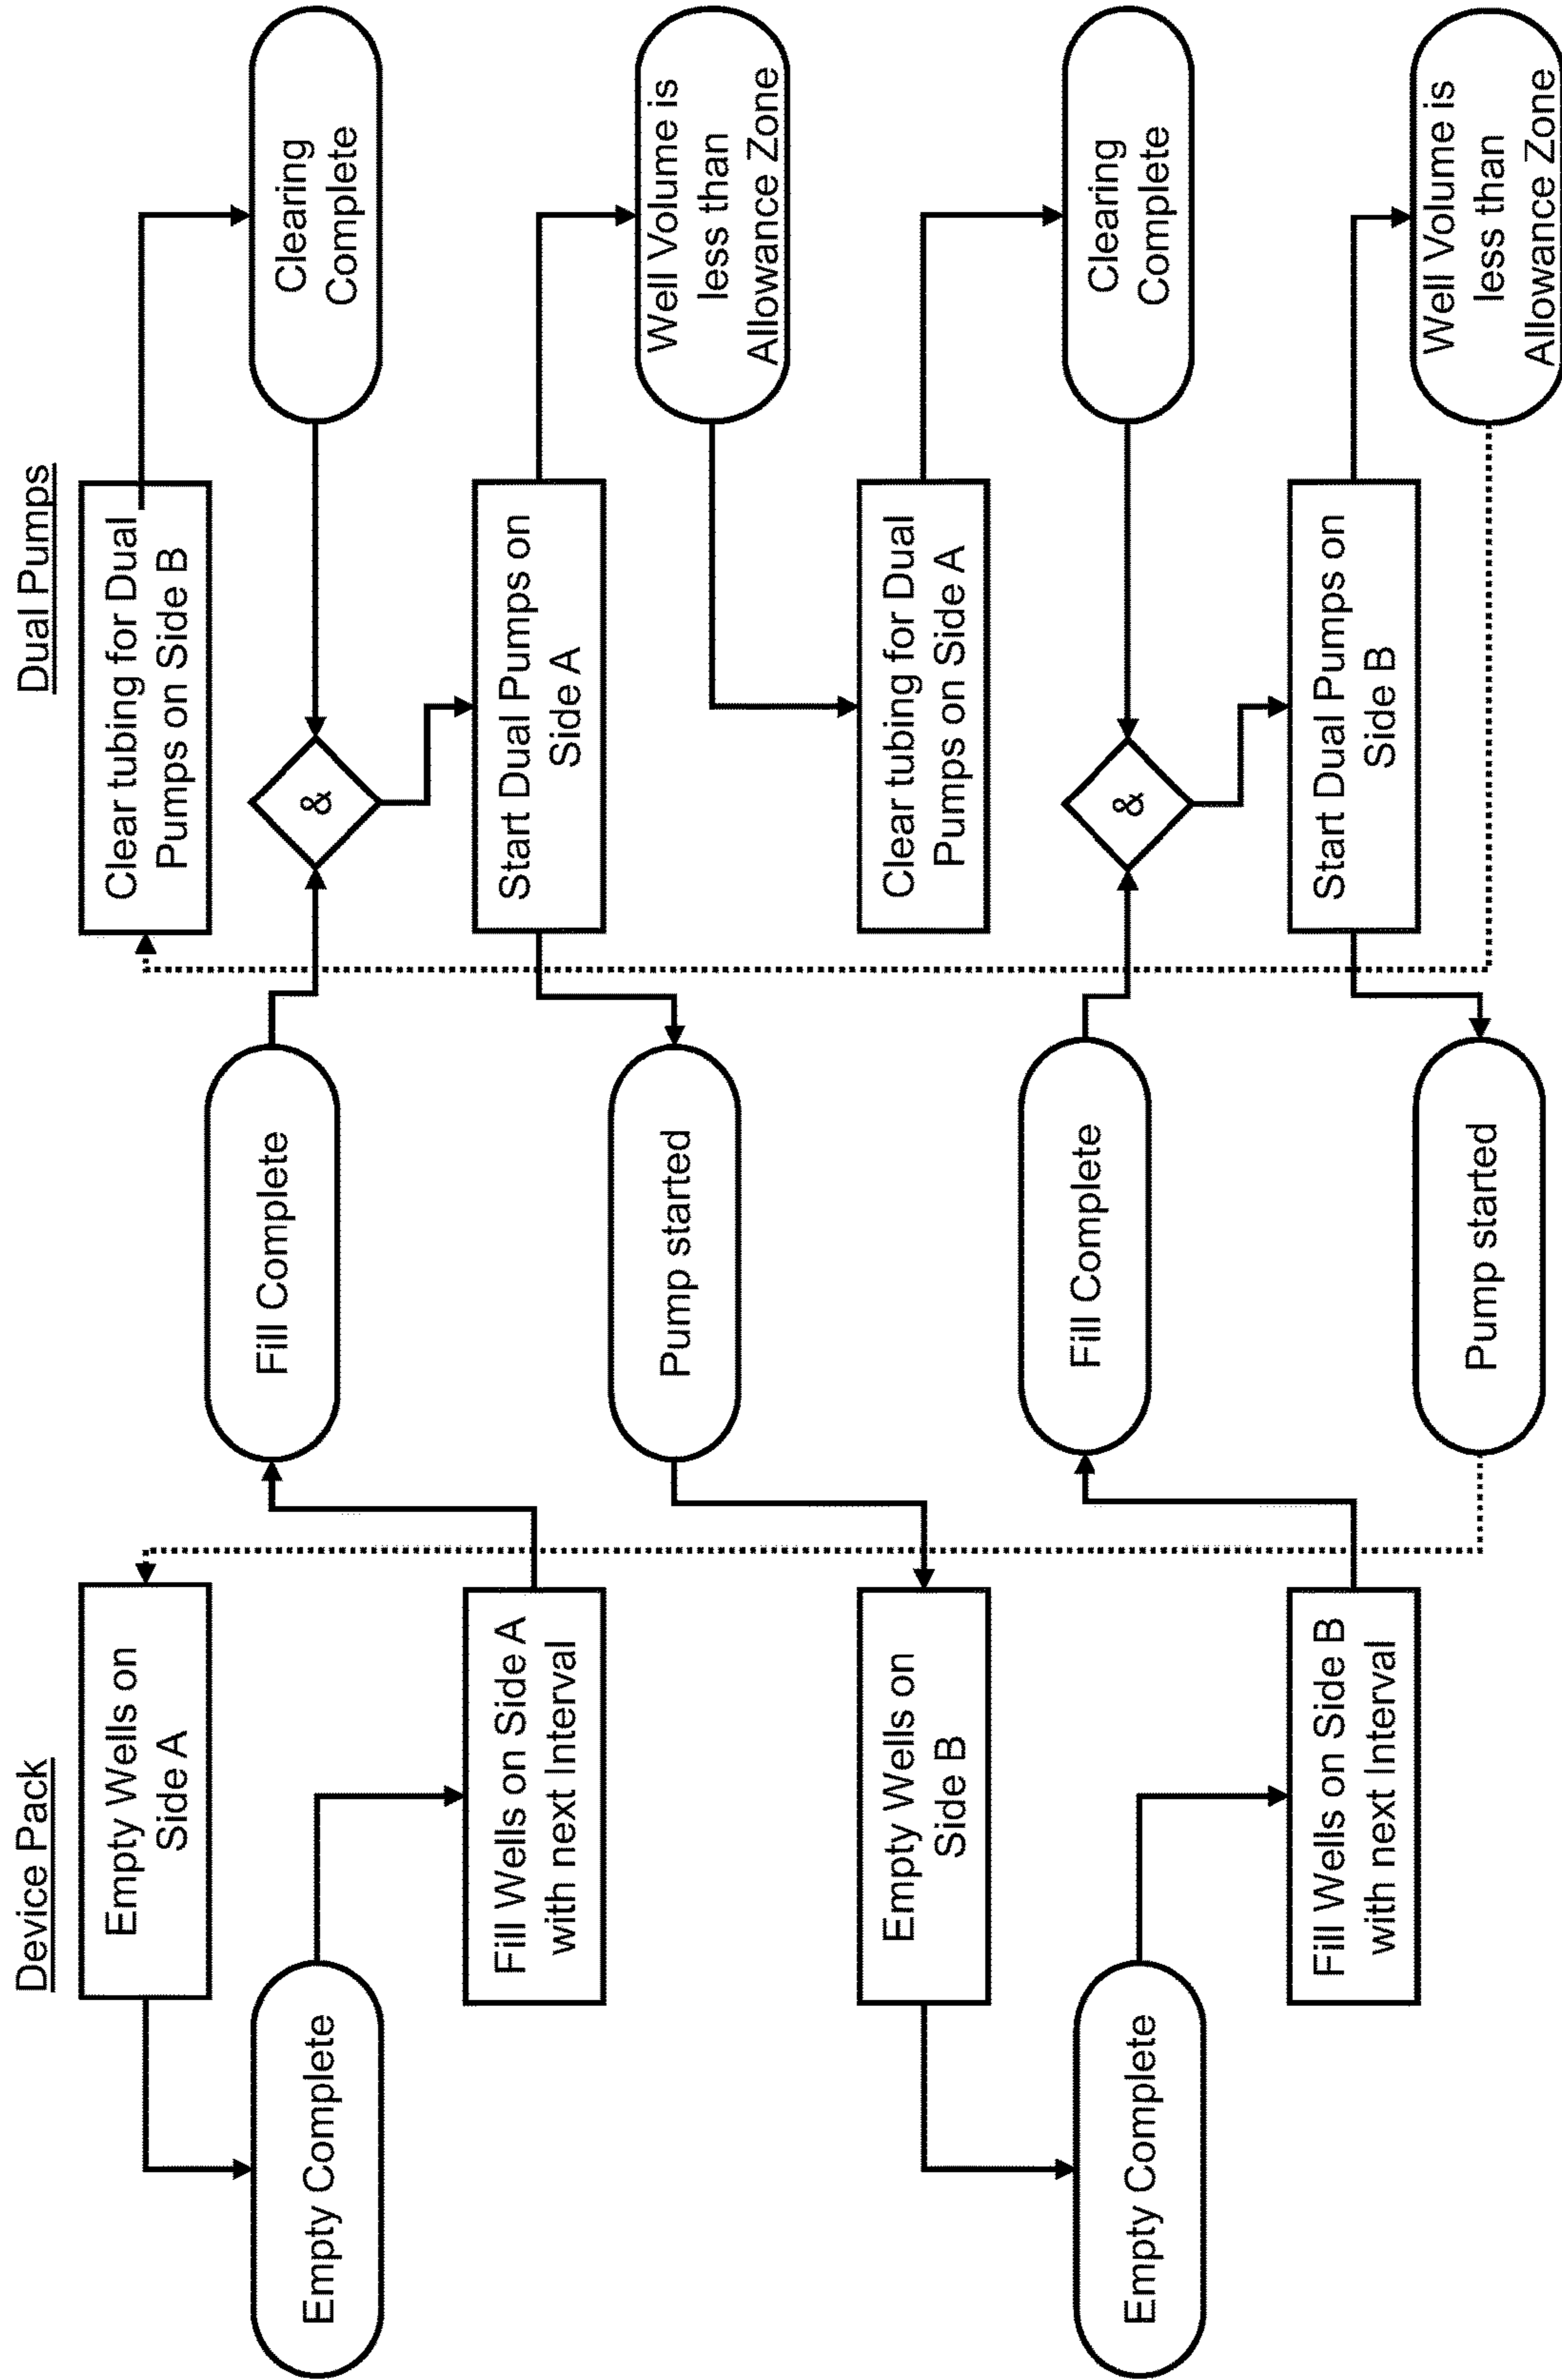 Device Pack
Dual Pumps
Empty Wells on
Side A
Clear tubing for Dual
Pumps on Side B
Empty Complete
Fill Complete
&
Clearing
Complete
Fill Wells on Side A
with next Interval
Start Dual Pumps on
Side A
Pump started
Well Volume is
less than
Allowance Zone
Empty Wells on
Side B
Clear tubing for Dual
Pumps on Side A
Empty Complete
Fill Complete
&
Clearing
Complete
Fill Wells on Side B
with next Interval
Start Dual Pumps on
Side B
Pump started
Well Volume is
less than
Allowance Zone